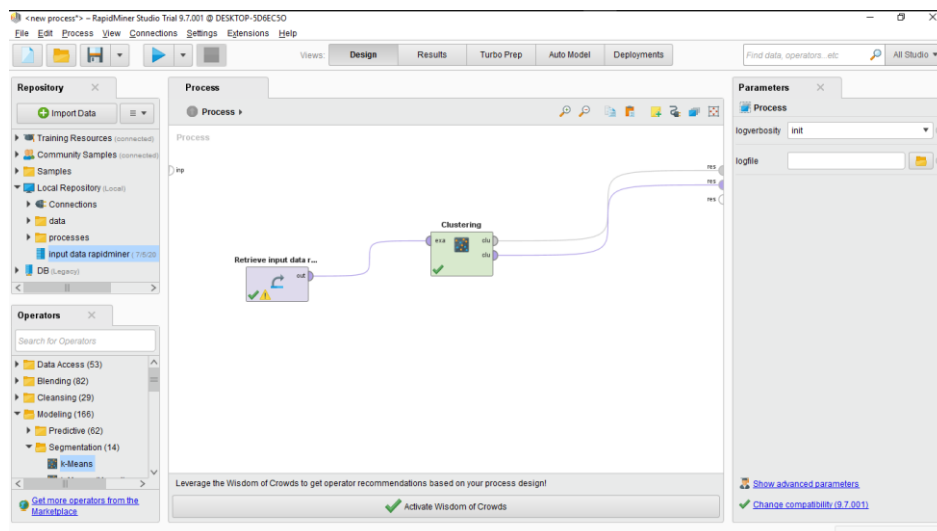 <new process*> – RapidMiner Studio Trial 9.7.001 @ DESKTOP-5D6EC5O
File Edit Process View Connections Settings Extensions Help
Views: Design Results Turbo Prep Auto Model Deployments
Find data, operators...etc All Studio
Repository
Import Data
Training Resources (connected)
Community Samples (connected)
Samples
Local Repository (Local)
Connections
data
processes
input data rapidminer ( 7/5/20
DB (Legacy)
Operators
Search for Operators
Data Access (53)
Blending (82)
Cleansing (29)
Modeling (166)
Predictive (62)
Segmentation (14)
k-Means
Get more operators from the
Marketplace
Process
Process
Process
inp
res
res
res
Clustering
exa clu
clu
Retrieve input data r...
out
Leverage the Wisdom of Crowds to get operator recommendations based on your process design!
Activate Wisdom of Crowds
Parameters
Process
logverbosity init
logfile
Show advanced parameters
Change compatibility (9.7.001)